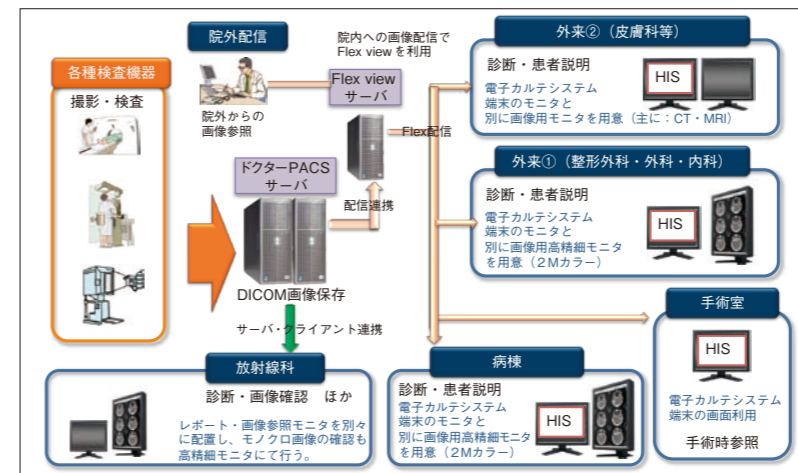 各種検査機器
撮影・検査
院外配信
院外からの
画像参照
院内への画像配信で
Flex view を利用
Flex view
サーバ
Flex配信
ドクターPACS
サーバ
配信連携
DICOM画像保存
サーバ・クライアント連携
外来②（皮膚科等）
診断・患者説明
電子カルテシステム
端末のモニタと
別に画像用モニタを用意（主に：CT・MRI）
HIS
外来①（整形外科・外科・内科）
診断・患者説明
電子カルテシステム
端末のモニタと
別に画像用高精細モニタ
を用意（２Mカラー）
HIS
手術室
HIS
電子カルテシステム
端末の画面利用
手術時参照
病棟
診断・患者説明
電子カルテシステム
端末のモニタと
別に画像用高精細モニタ
を用意（２Mカラー）
HIS
放射線科
診断・画像確認　ほか
レポート・画像参照モニタを別々
に配置し、モノクロ画像の確認も
高精細モニタにて行う。